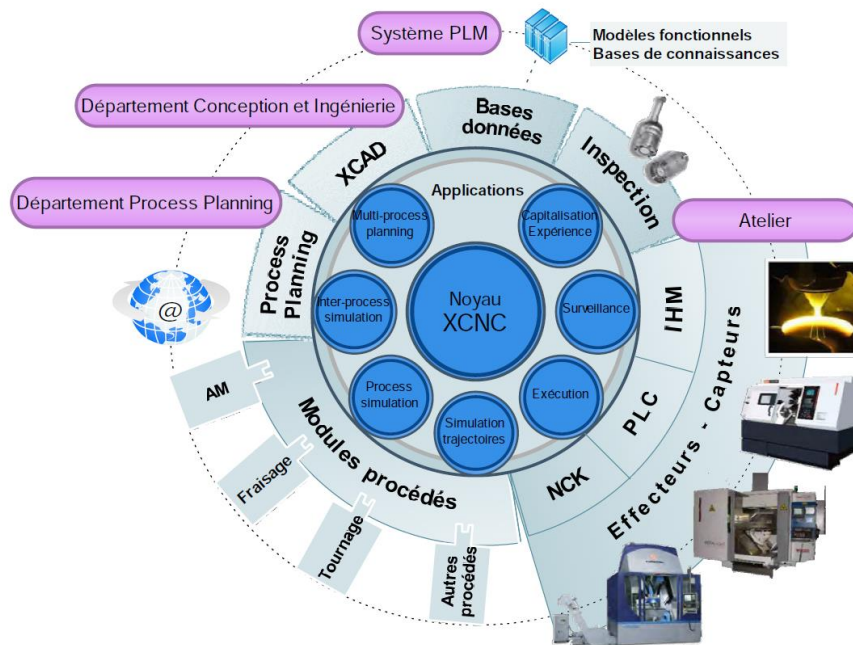 Système PLM
Modèles fonctionnels
Bases de connaissances
Département Conception et Ingénierie
Bases
données
XCAD
Inspection
Applications
Département Process Planning
Atelier
Process
Planning
Multi-process
planning
Capitalisation
Expérience
@
Inter-process
simulation
Noyau
XCNC
Surveillance
IHM
Process
simulation
Simulation
trajectoires
Exécution
PLC
NCK
Effecteurs - Capteurs
Modules procédés
AM
Fraisage
Tournage
Autres
procédés